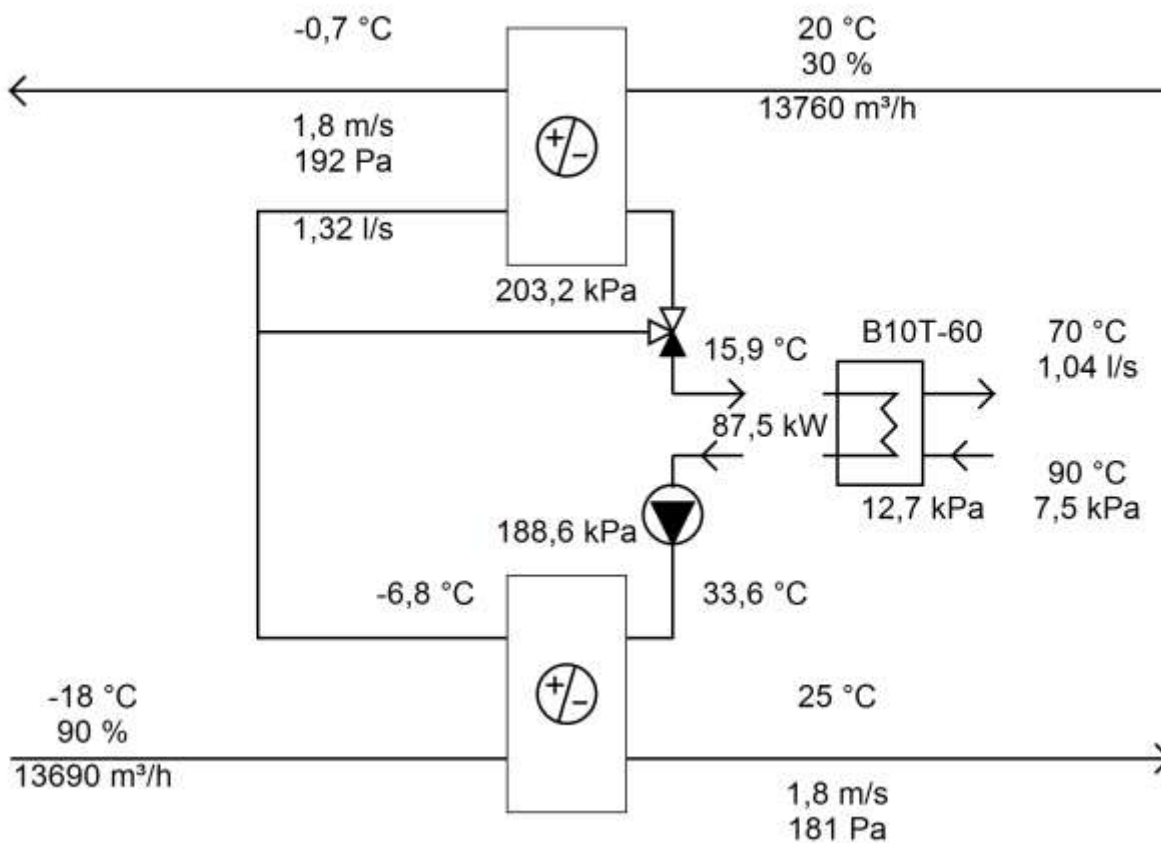 -0,7 °C
20 °C
30 %
13760 m³/h
1,8 m/s
192 Pa
1,32 l/s
203,2 kPa
15,9 °C
B10T-60
70 °C
1,04 l/s
87,5 kW
90 °C
12,7 kPa
7,5 kPa
188,6 kPa
-6,8 °C
33,6 °C
-18 °C
90 %
13690 m³/h
25 °C
1,8 m/s
181 Pa